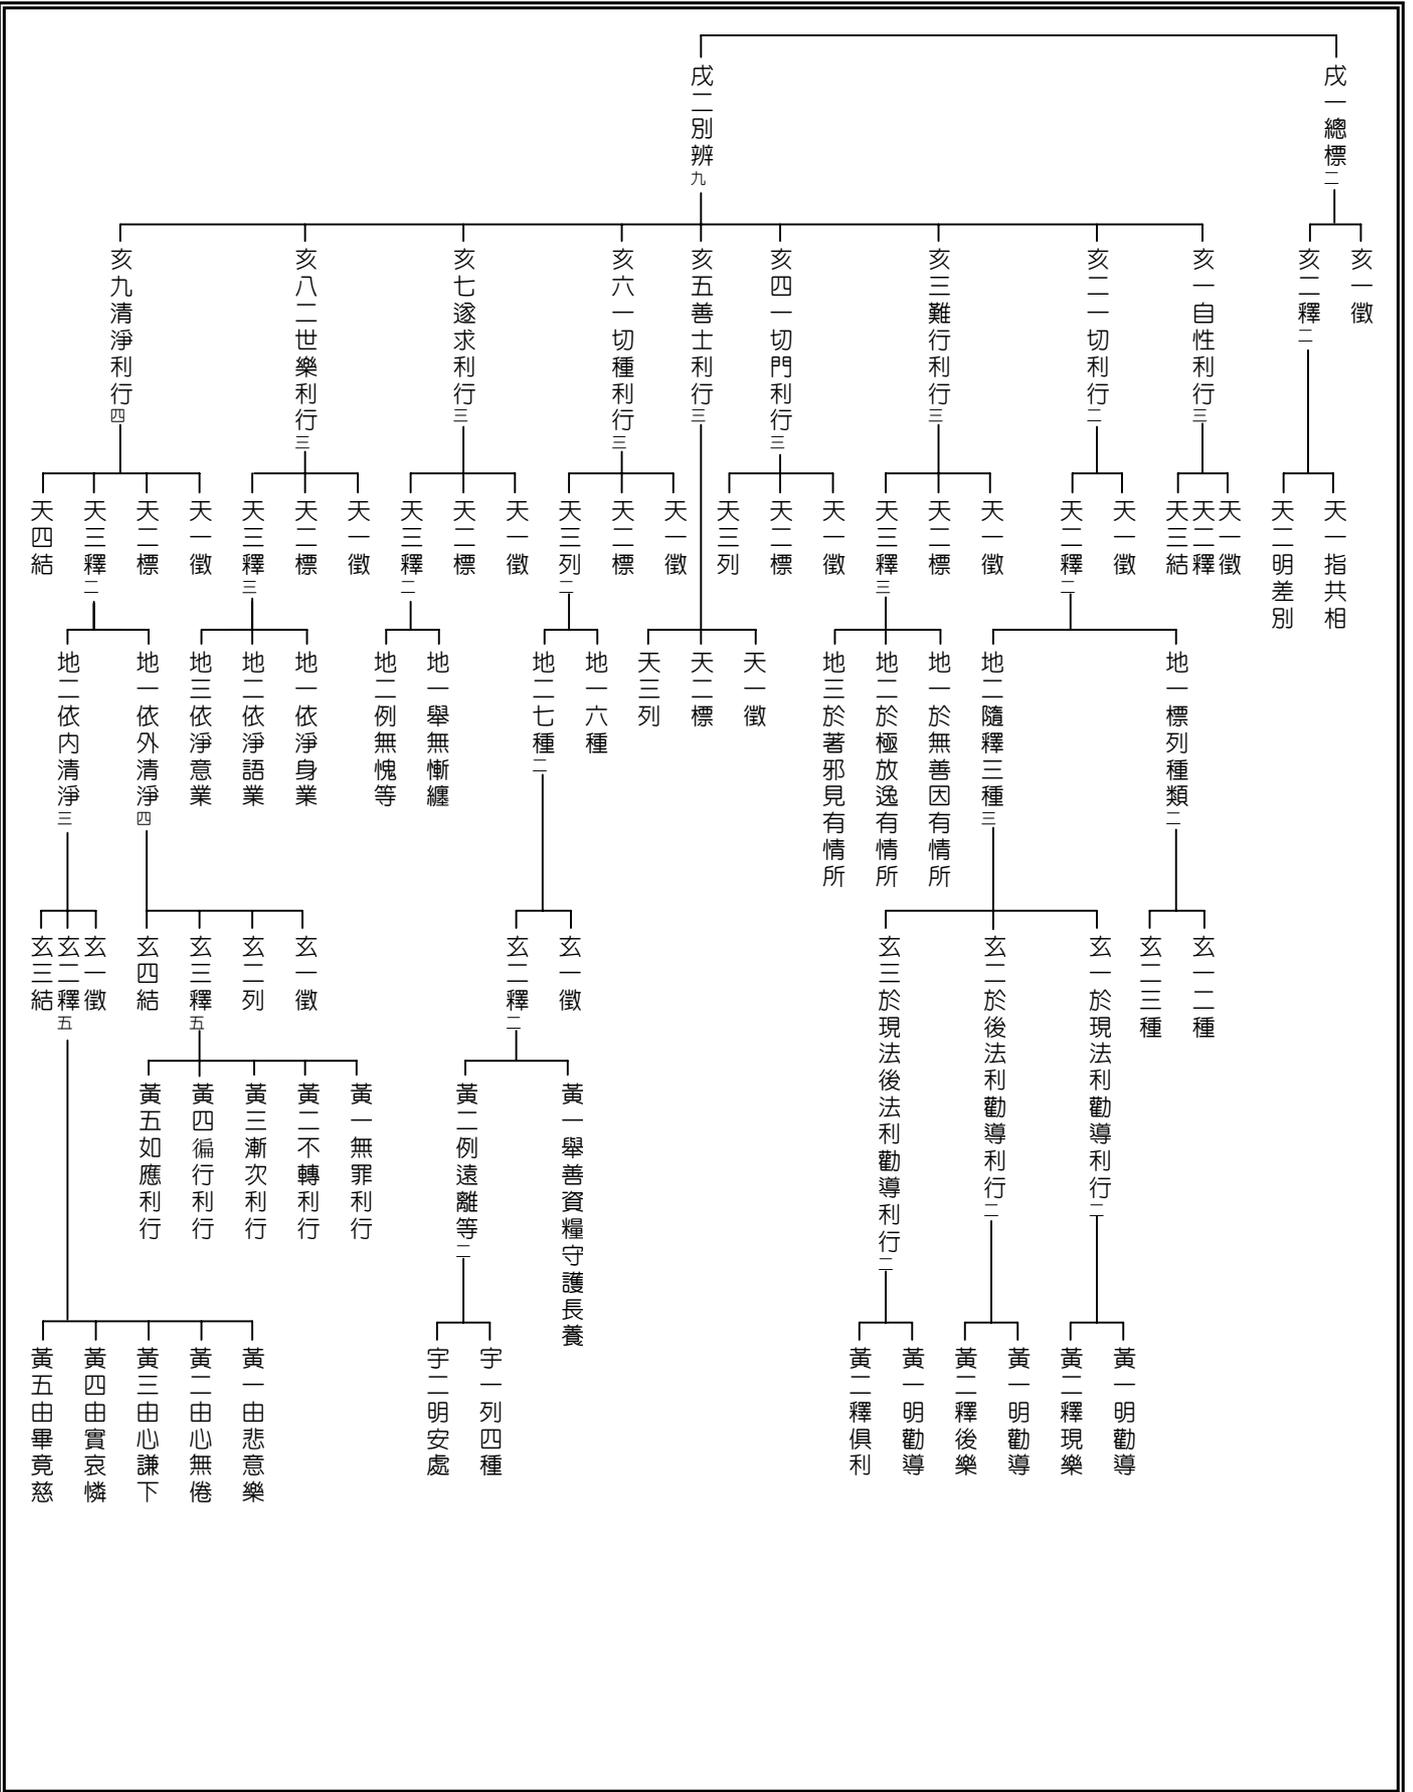 戌一總標二
戌二別辨九
亥一徵
亥二釋二
亥一自性利行三
亥二一切利行二
亥三難行利行三
亥四一切門利行三
亥五善士利行三
亥六一切種利行三
亥七遂求利行三
亥八二世樂利行三
亥九清淨利行四
天一指共相
天二明差別
天一徵
天二釋
天三結
天一徵
天二釋二
天一徵
天二標
天三釋三
天一徵
天二標
天三列
天一徵
天二標
天三列二
天一徵
天二標
天三釋二
天一徵
天二標
天三釋三
天一徵
天二標
天三釋二
天四結
地一標列種類二
地二隨釋三種三
地一於無善因有情所
地二於極放逸有情所
地三於著邪見有情所
天一徵
天二標
天三列
地一六種
地二七種二
地一舉無慚纏
地二例無愧等
地一依淨身業
地二依淨語業
地三依淨意業
地一依外清淨四
地二依内清淨三
玄一二種
玄二三種
玄一於現法利勸導利行二
玄二於後法利勸導利行二
玄三於現法後法利勸導利行二
玄一徵
玄二釋二
玄一徵
玄二列
玄三釋五
玄四結
玄一徵
玄二釋五
玄三結
黃一舉善資糧守護長養
黃二例遠離等二
黃一無罪利行
黃二不轉利行
黃三漸次利行
黃四徧行利行
黃五如應利行
黃一明勸導
黃二釋現樂
黃一明勸導
黃二釋後樂
黃一明勸導
黃二釋俱利
宇一列四種
宇二明安處
黃一由悲意樂
黃二由心無倦
黃三由心謙下
黃四由實哀憐
黃五由畢竟慈